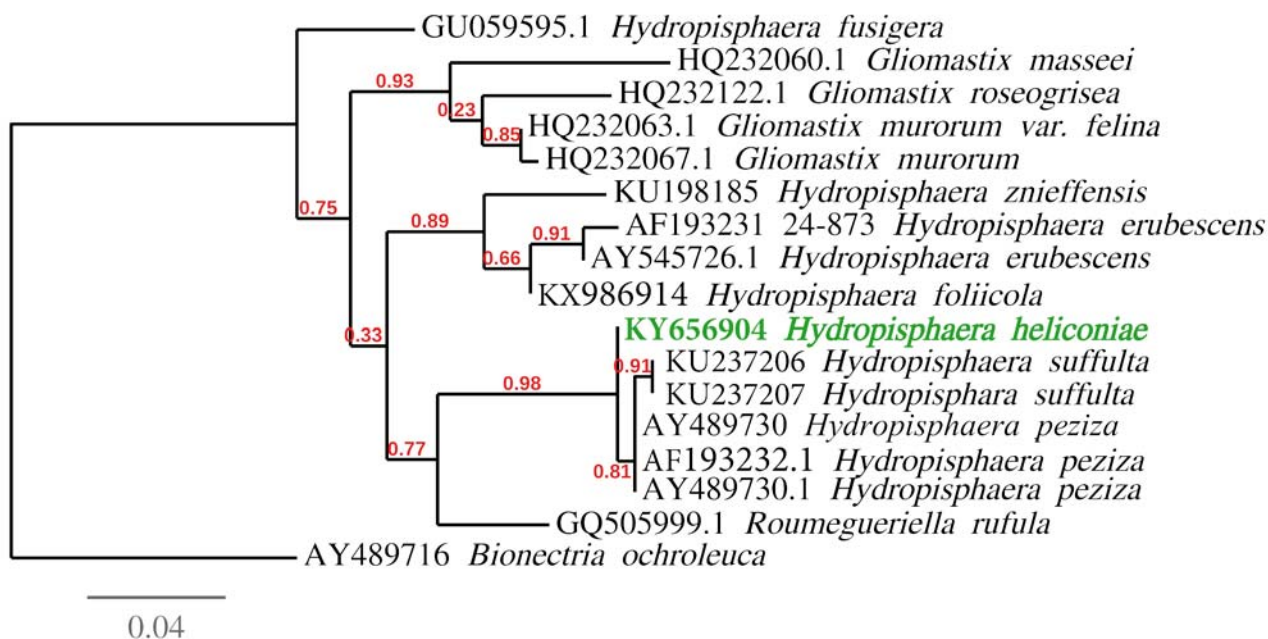 GU059595.1 Hydropisphaera fusigera
HQ232060.1 Gliomastix masseei
0.93
HQ232122.1 Gliomastix roseogrisea
0.23
HQ232063.1 Gliomastix murorum var. felina
0.85
HQ232067.1 Gliomastix murorum
0.75
KU198185 Hydropisphaera znieffensis
0.89
AF193231 24-873 Hydropisphaera erubescens
0.91
AY545726.1 Hydropisphaera erubescens
0.66
KX986914 Hydropisphaera foliicola
0.33
KY656904 Hydropisphaera heliconiae
KU237206 Hydropisphaera suffulta
0.91
0.98
KU237207 Hydropisphara suffulta
AY489730 Hydropisphaera peziza
0.77
AF193232.1 Hydropisphaera peziza
0.81
AY489730.1 Hydropisphaera peziza
GQ505999.1 Roumegueriella rufula
AY489716 Bionectria ochroleuca
0.04